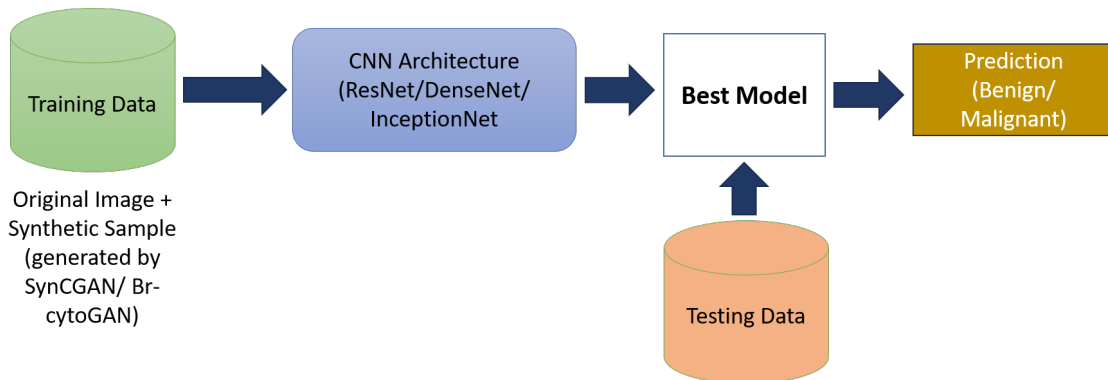 Training Data
Original Image +
Synthetic Sample
(generated by
SynCGAN/ Br-
cytoGAN)
CNN Architecture
(ResNet/DenseNet/
InceptionNet
Best Model
Testing Data
Prediction
(Benign/
Malignant)